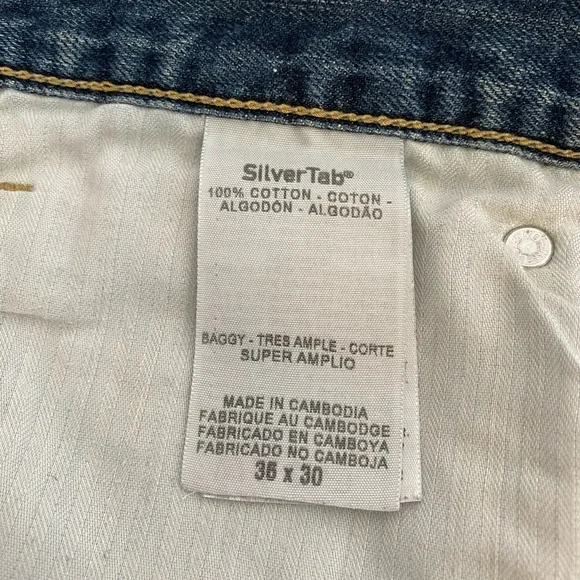 SilverTab®
100% COTTON - COTON -
ALGODÓN - ALGODÃO
BAGGY - TRES AMPLE - CORTE
SUPER AMPLIO
MADE IN CAMBODIA
FABRIQUE AU CAMBODGE
FABRICADO EN CAMBOYA
FABRICADO NO CAMBOJA
36 x 30